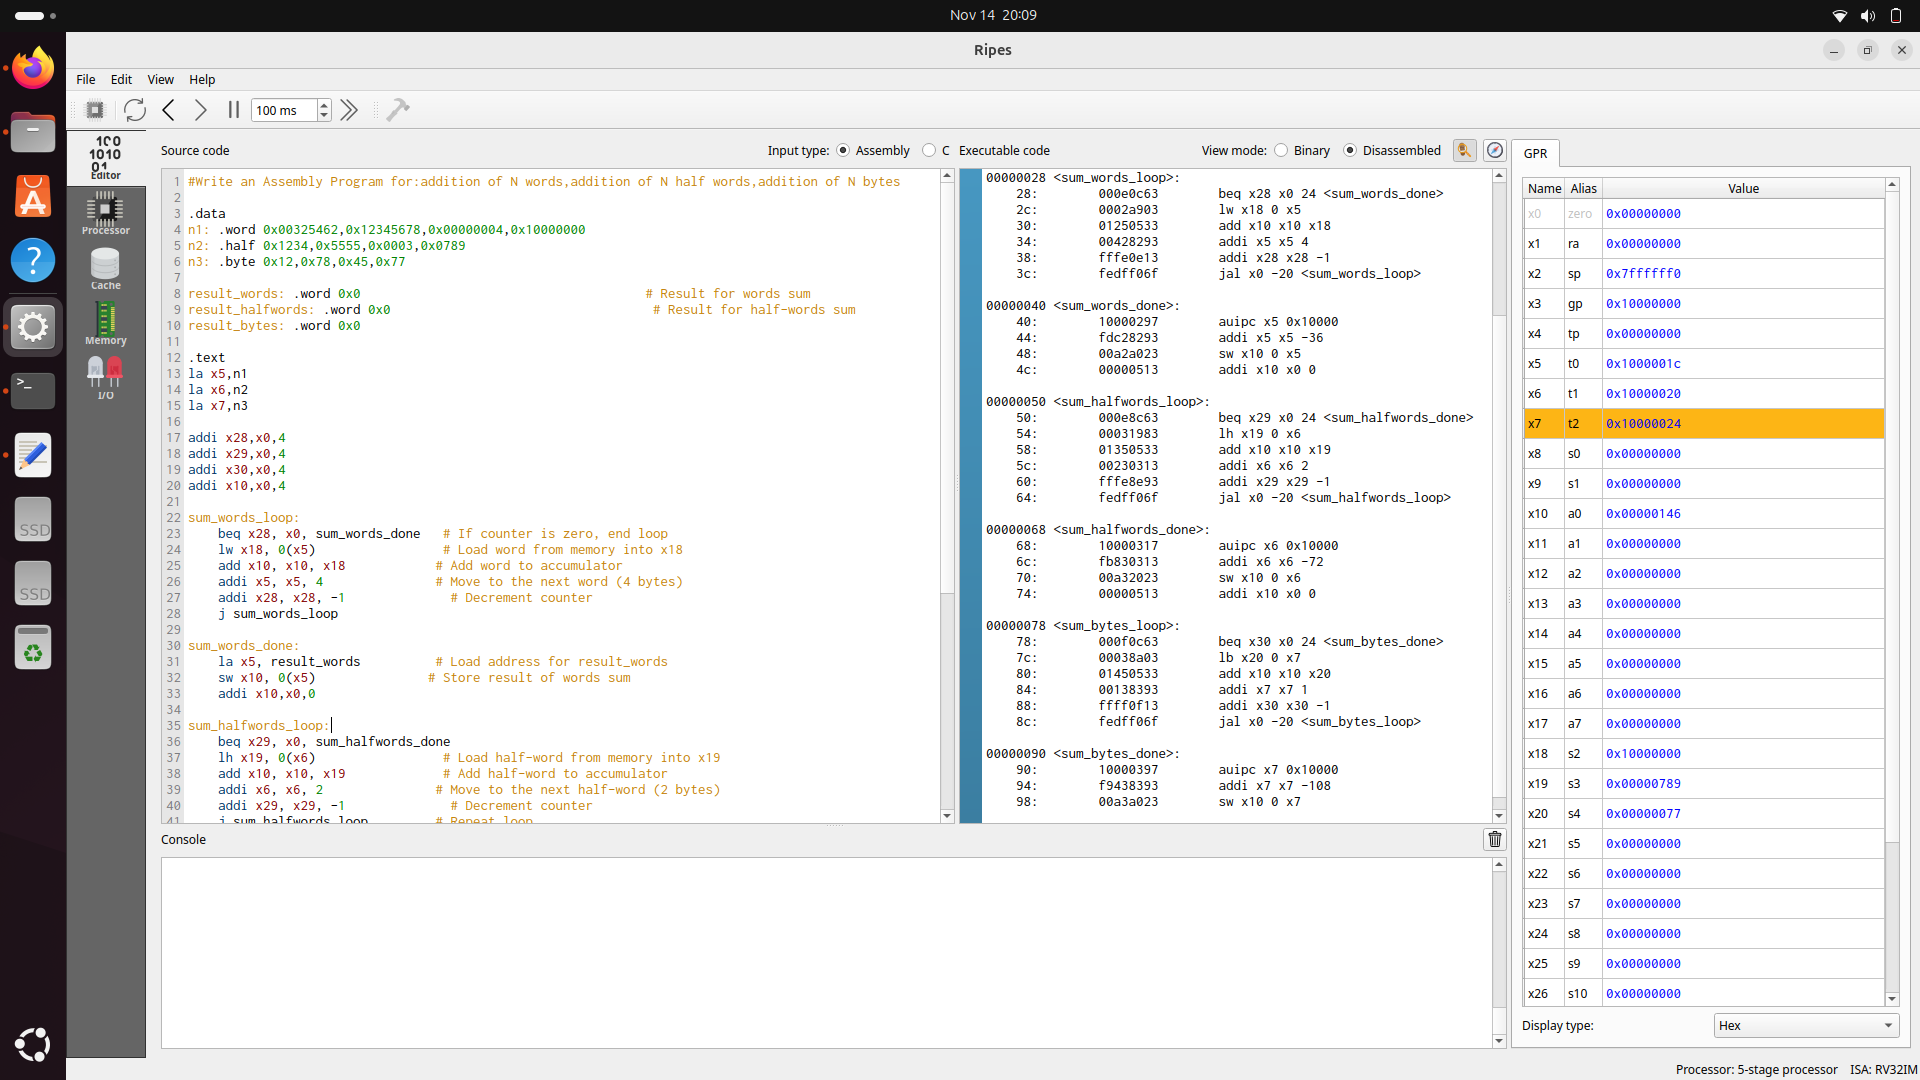 Nov 14 20:09
Ripes
File Edit View Help
100 ms
Editor
Processor
Cache
Memory
I/O
Source code
Input type: Assembly C
1 #Write an Assembly Program for:addition of N words,addition of N half words,addition of N bytes
2
3 .data
4 n1: .word 0x00325462,0x12345678,0x00000004,0x10000000
5 n2: .half 0x1234,0x5555,0x0003,0x0789
6 n3: .byte 0x12,0x78,0x45,0x77
7
8 result_words: .word 0x0 # Result for words sum
9 result_halfwords: .word 0x0 # Result for half-words sum
10 result_bytes: .word 0x0
11
12 .text
13 la x5,n1
14 la x6,n2
15 la x7,n3
16
17 addi x28,x0,4
18 addi x29,x0,4
19 addi x30,x0,4
20 addi x10,x0,4
21
22 sum_words_loop:
23 beq x28, x0, sum_words_done # If counter is zero, end loop
24 lw x18, 0(x5) # Load word from memory into x18
25 add x10, x10, x18 # Add word to accumulator
26 addi x5, x5, 4 # Move to the next word (4 bytes)
27 addi x28, x28, -1 # Decrement counter
28 j sum_words_loop
29
30 sum_words_done:
31 la x5, result_words # Load address for result_words
32 sw x10, 0(x5) # Store result of words sum
33 addi x10,x0,0
34
35 sum_halfwords_loop:
36 beq x29, x0, sum_halfwords_done
37 lh x19, 0(x6) # Load half-word from memory into x19
38 add x10, x10, x19 # Add half-word to accumulator
39 addi x6, x6, 2 # Move to the next half-word (2 bytes)
40 addi x29, x29, -1 # Decrement counter
41 j sum_halfwords_loop # Repeat loop
Executable code
View mode: Binary Disassembled
00000028 <sum_words_loop>:
28: 000e0c63 beq x28 x0 24 <sum_words_done>
2c: 0002a903 lw x18 0 x5
30: 01250533 add x10 x10 x18
34: 00428293 addi x5 x5 4
38: fffe0e13 addi x28 x28 -1
3c: fedff06f jal x0 -20 <sum_words_loop>
00000040 <sum_words_done>:
40: 10000297 auipc x5 0x10000
44: fdc28293 addi x5 x5 -36
48: 00a2a023 sw x10 0 x5
4c: 00000513 addi x10 x0 0
00000050 <sum_halfwords_loop>:
50: 000e8c63 beq x29 x0 24 <sum_halfwords_done>
54: 00031983 lh x19 0 x6
58: 01350533 add x10 x10 x19
5c: 00230313 addi x6 x6 2
60: fffe8e93 addi x29 x29 -1
64: fedff06f jal x0 -20 <sum_halfwords_loop>
00000068 <sum_halfwords_done>:
68: 10000317 auipc x6 0x10000
6c: fb830313 addi x6 x6 -72
70: 00a32023 sw x10 0 x6
74: 00000513 addi x10 x0 0
00000078 <sum_bytes_loop>:
78: 000f0c63 beq x30 x0 24 <sum_bytes_done>
7c: 00038a03 lb x20 0 x7
80: 01450533 add x10 x10 x20
84: 00138393 addi x7 x7 1
88: ffff0f13 addi x30 x30 -1
8c: fedff06f jal x0 -20 <sum_bytes_loop>
00000090 <sum_bytes_done>:
90: 10000397 auipc x7 0x10000
94: f9438393 addi x7 x7 -108
98: 00a3a023 sw x10 0 x7
Console
GPR
Name Alias Value
x0 zero 0x00000000
x1 ra 0x00000000
x2 sp 0x7ffffff0
x3 gp 0x10000000
x4 tp 0x00000000
x5 t0 0x1000001c
x6 t1 0x10000020
x7 t2 0x10000024
x8 s0 0x00000000
x9 s1 0x00000000
x10 a0 0x00000146
x11 a1 0x00000000
x12 a2 0x00000000
x13 a3 0x00000000
x14 a4 0x00000000
x15 a5 0x00000000
x16 a6 0x00000000
x17 a7 0x00000000
x18 s2 0x10000000
x19 s3 0x00000789
x20 s4 0x00000077
x21 s5 0x00000000
x22 s6 0x00000000
x23 s7 0x00000000
x24 s8 0x00000000
x25 s9 0x00000000
x26 s10 0x00000000
Display type: Hex
Processor: 5-stage processor ISA: RV32IM
SSD
SSD